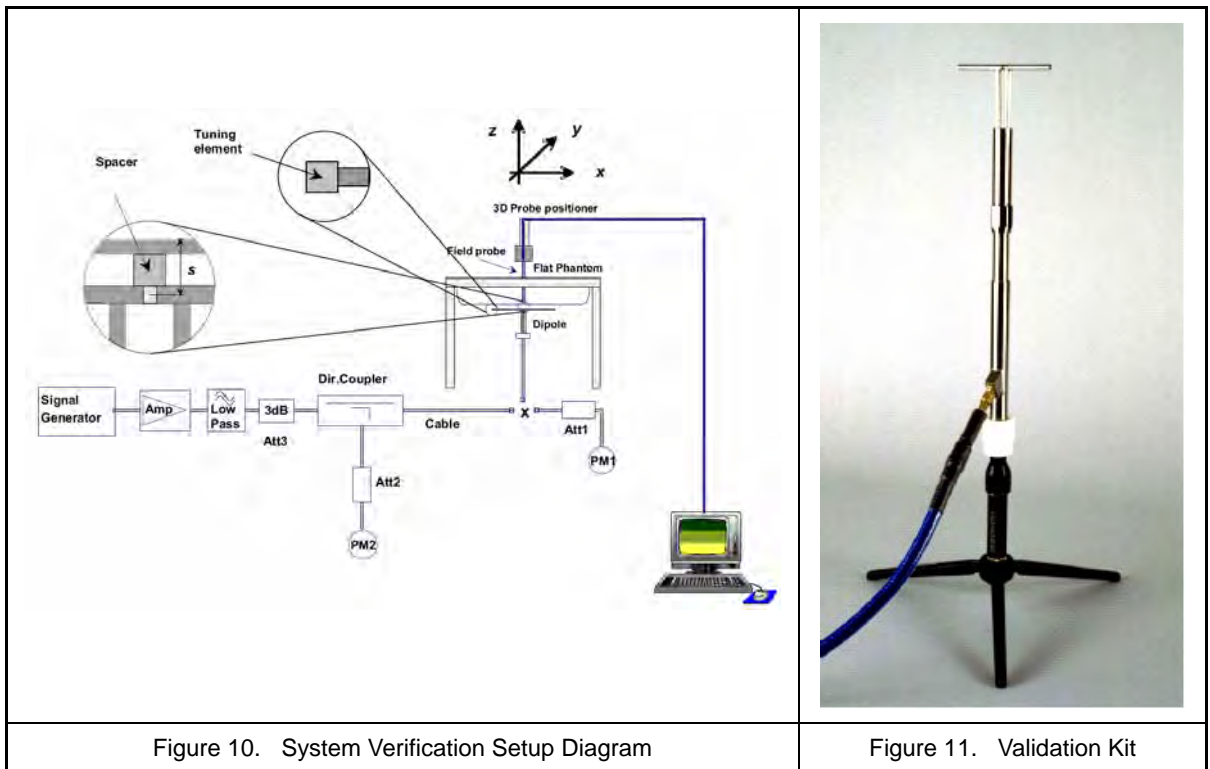 Tuning
element
Spacer
s
z
y
x
3D Probe positioner
Field probe
Flat Phantom
Dipole
Dir.Coupler
Signal
Generator
Amp
Low
Pass
3dB
Att3
Cable
x
Att1
PM1
Att2
PM2
Figure 10. System Verification Setup Diagram
Figure 11. Validation Kit